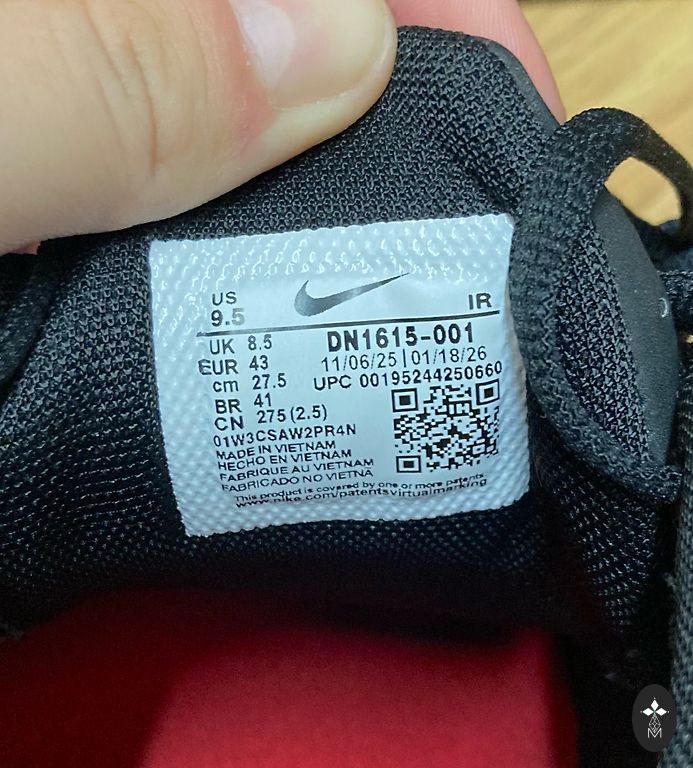 US
9.5
IR
UK 8.5
EUR 43
cm 27.5
BR 41
CN 275 (2.5)
DN1615-001
11/06/25 | 01/18/26
UPC 00195244250660
01W3CSAW2PR4N
MADE IN VIETNAM
HECHO EN VIETNAM
FABRIQUE AU VIETNAM
FABRICADO NO VIETNA
This product is covered by one or more patents
www.nike.com/patentsvirtualmarking
M